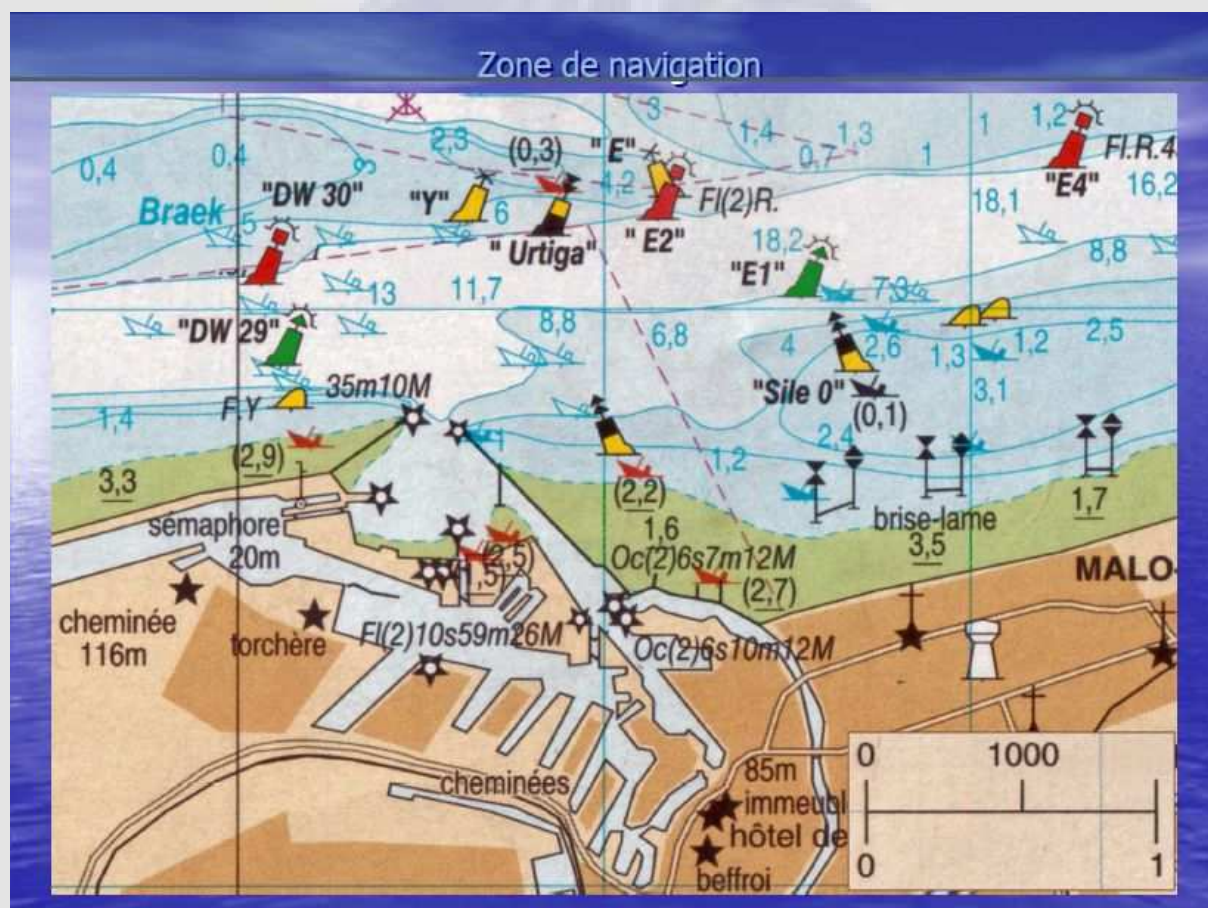 Zone de navigation
3
2,3
(0,3)
"E"
1,4
1,3
1
1,2
0,4
0,4
3
0,7
1
Fl.R.4
"DW 30"
"Y"
6
4,2
Fl(2)R.
"E4"
16,2
Braek
5
"Urtiga"
"E2"
18,2
18,1
"E1"
8,8
13
11,7
7,3
"DW 29"
8,8
6,8
4
2,6
1,3
1,2
2,5
35m10M
"Sile 0"
3,1
F.Y
(0,1)
1,4
1
2,4
(2,9)
1,2
3,3
(2,2)
1,7
sémaphore
20m
1,6
brise-lame
3,5
(2,5)
Oc(2)6s7m12M
MALO-
(2,7)
cheminée
116m
torchère
Fl(2)10s59m26M
Oc(2)6s10m12M
cheminées
85m
immeubl
hôtel de
beffroi
0
1000
0
1